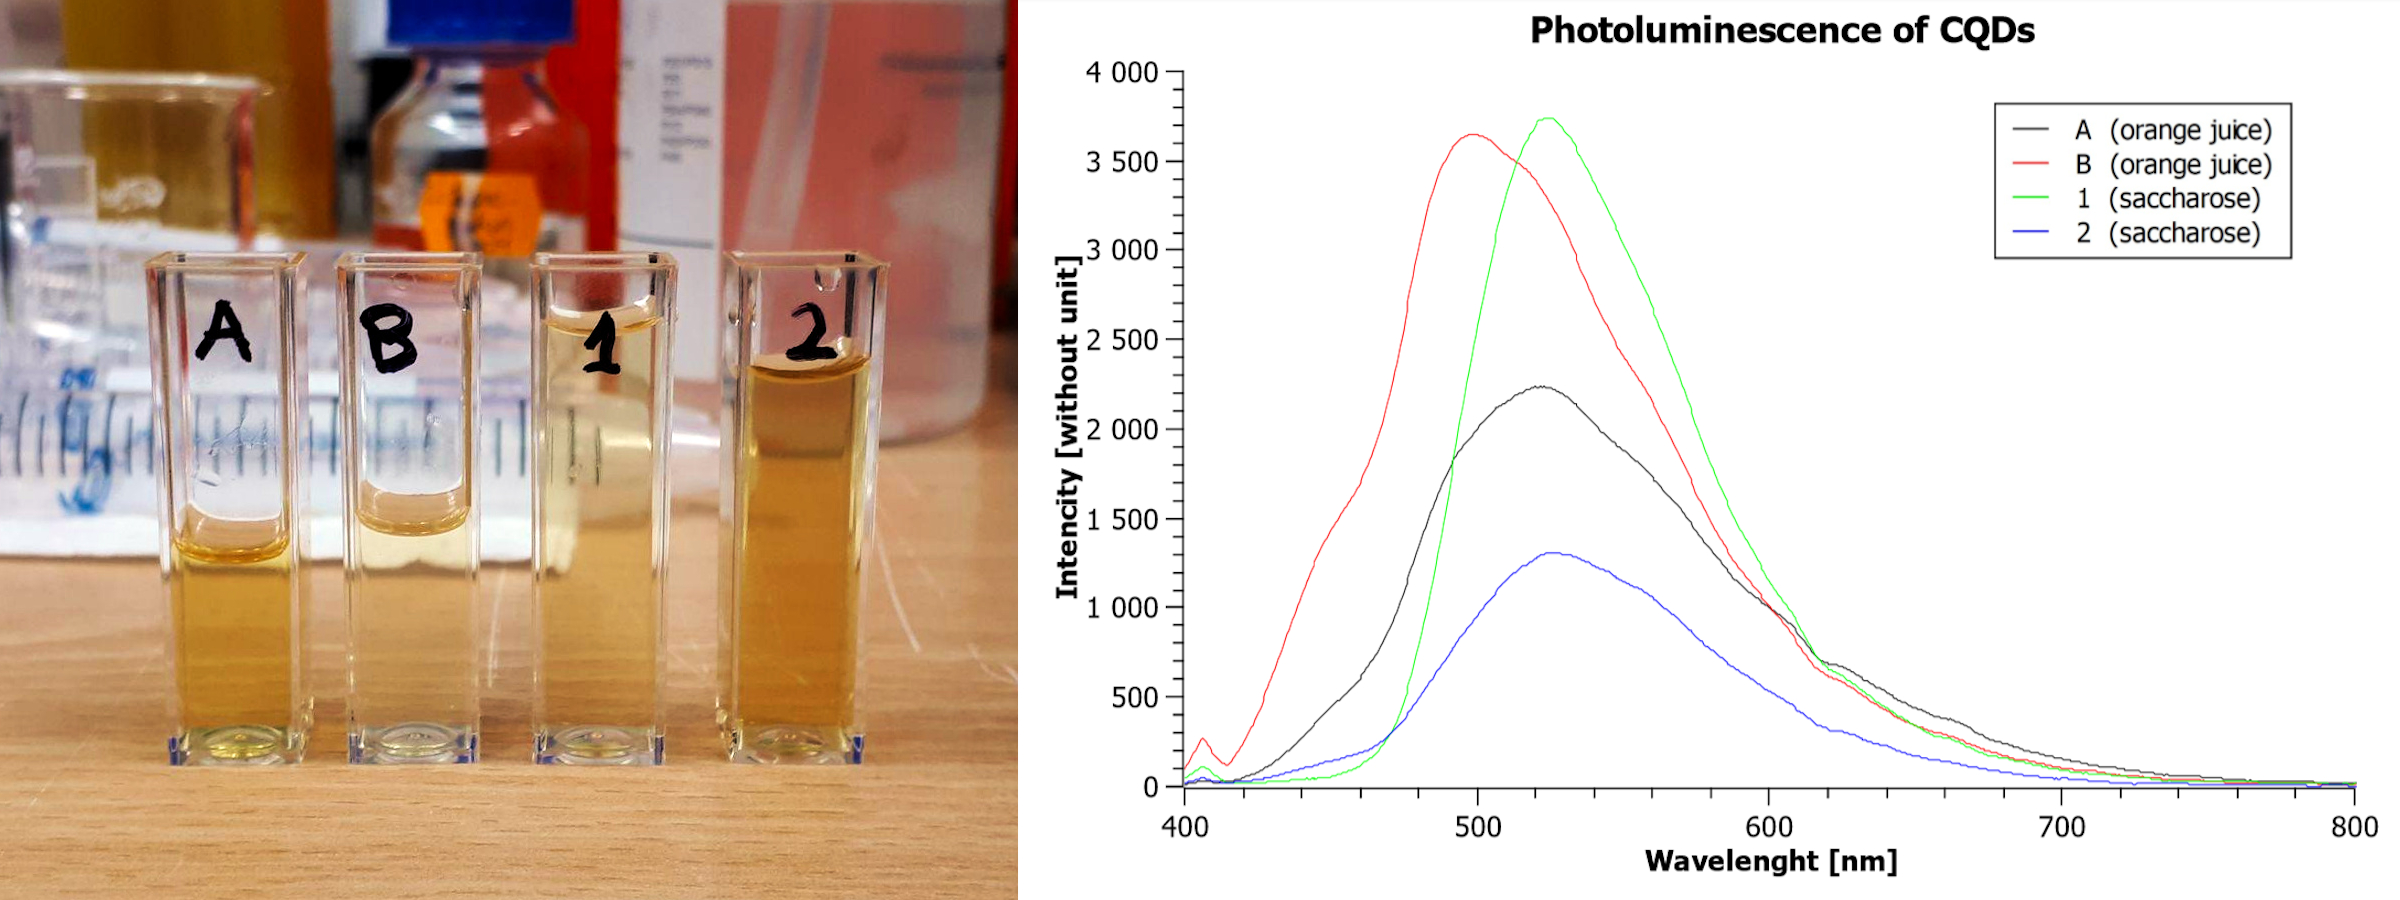 A
B
1
2
Photoluminescence of CQDs
4 000
3 500
3 000
2 500
2 000
1 500
1 000
500
0
Intencity [without unit]
A (orange juice)
B (orange juice)
1 (saccharose)
2 (saccharose)
400
500
600
700
800
Wavelenght [nm]